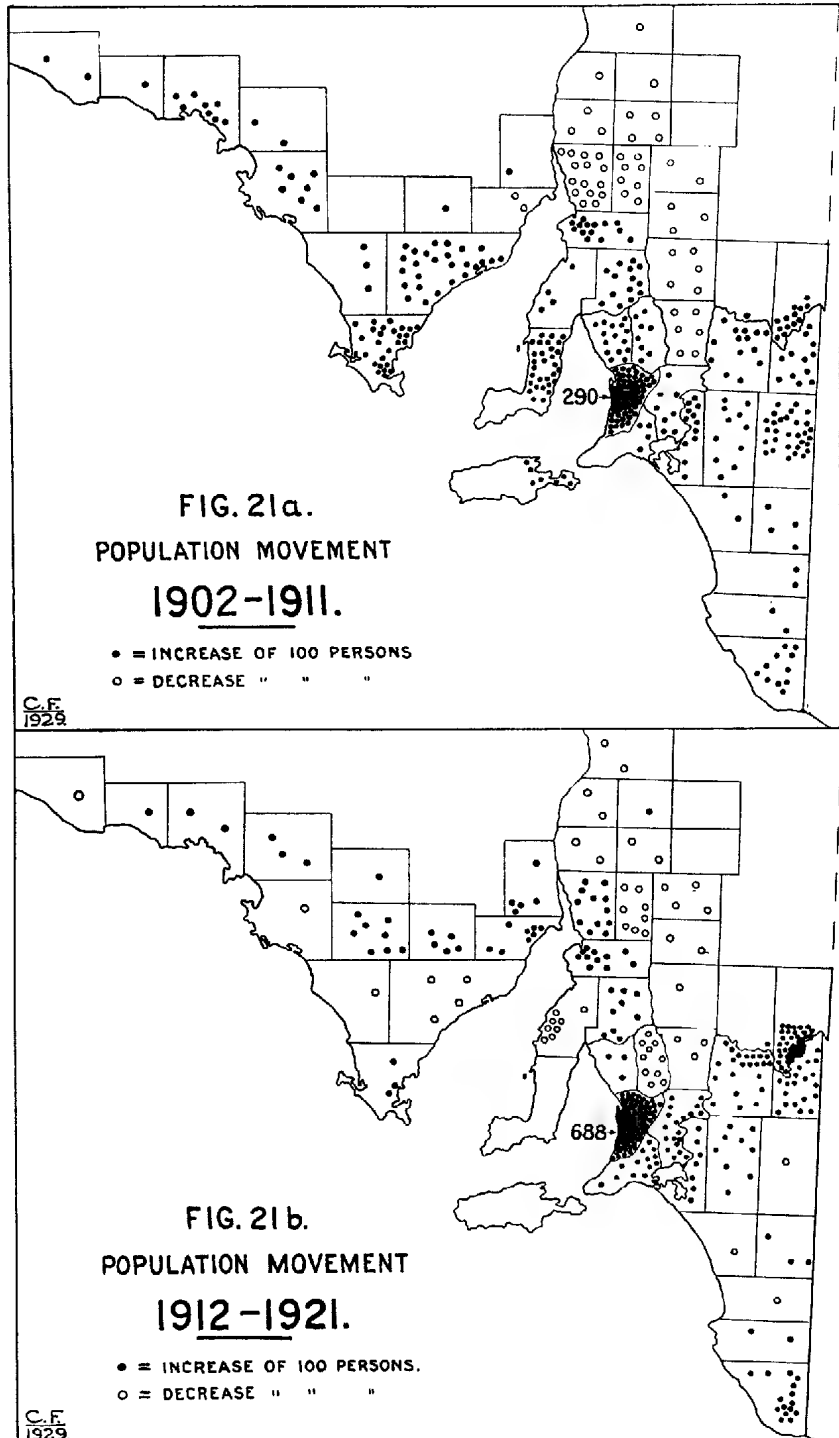 290
FIG. 21a.
POPULATION MOVEMENT
1902-1911.
• = INCREASE OF 100 PERSONS
○ = DECREASE " " "
C.F.
1929
688
FIG. 21b.
POPULATION MOVEMENT
1912-1921.
• = INCREASE OF 100 PERSONS.
○ = DECREASE " " "
C.F.
1929